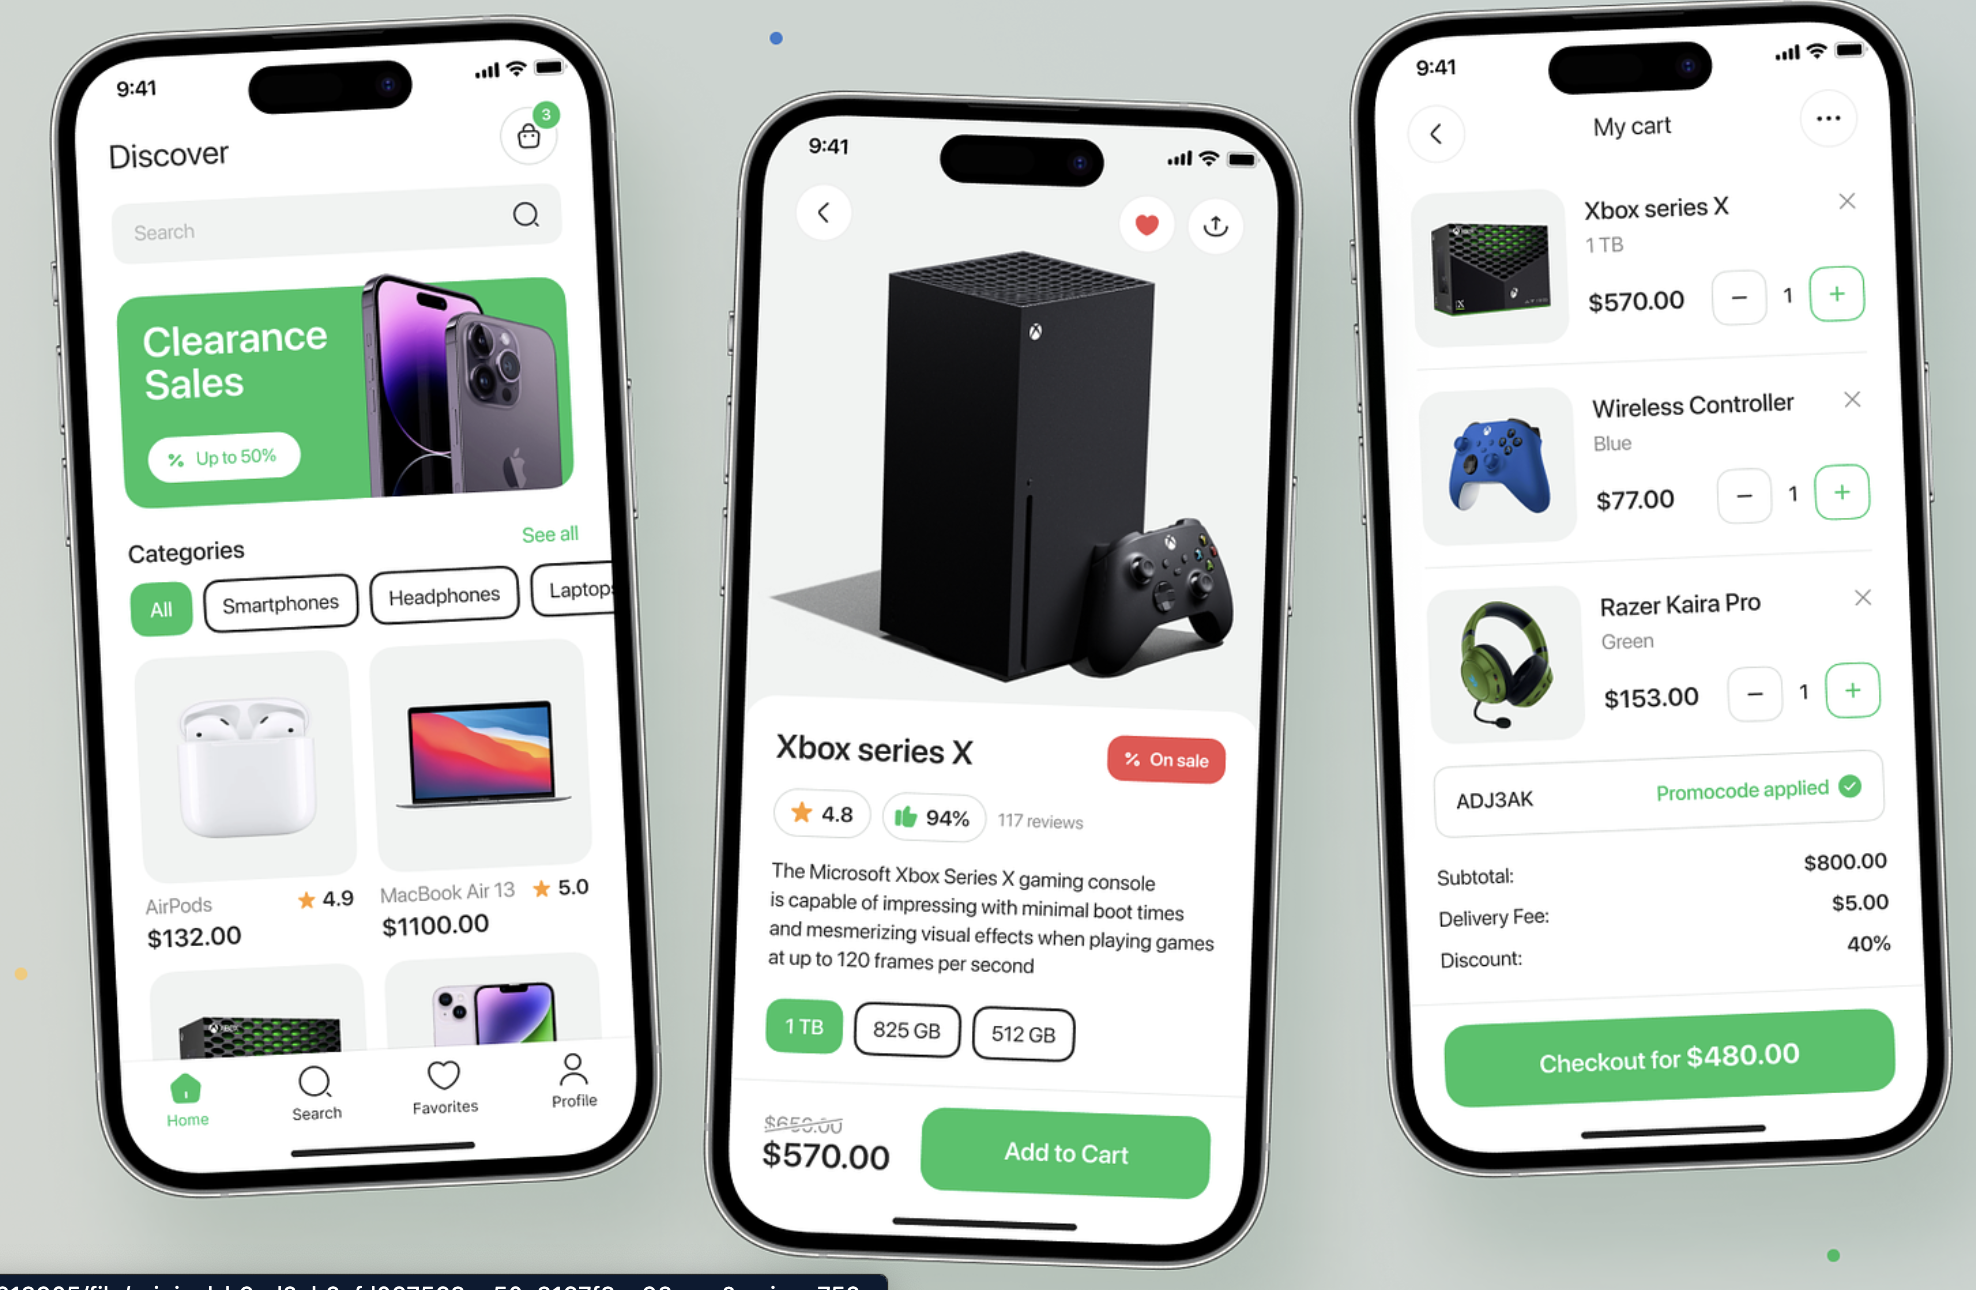 9:41
Discover
3
Search
Clearance
Sales
Up to 50%
Categories
See all
All
Smartphones
Headphones
Laptops
AirPods
4.9
$132.00
MacBook Air 13
5.0
$1100.00
XBOX
Home
Search
Favorites
Profile
9:41
Xbox series X
% On sale
4.8
94%
117 reviews
The Microsoft Xbox Series X gaming console
is capable of impressing with minimal boot times
and mesmerizing visual effects when playing games
at up to 120 frames per second
1 TB
825 GB
512 GB
$659.00
$570.00
Add to Cart
9:41
My cart
Xbox series X
1 TB
$570.00
1
Wireless Controller
Blue
$77.00
1
Razer Kaira Pro
Green
$153.00
1
ADJ3AK
Promocode applied
Subtotal:
$800.00
Delivery Fee:
$5.00
Discount:
40%
Checkout for $480.00